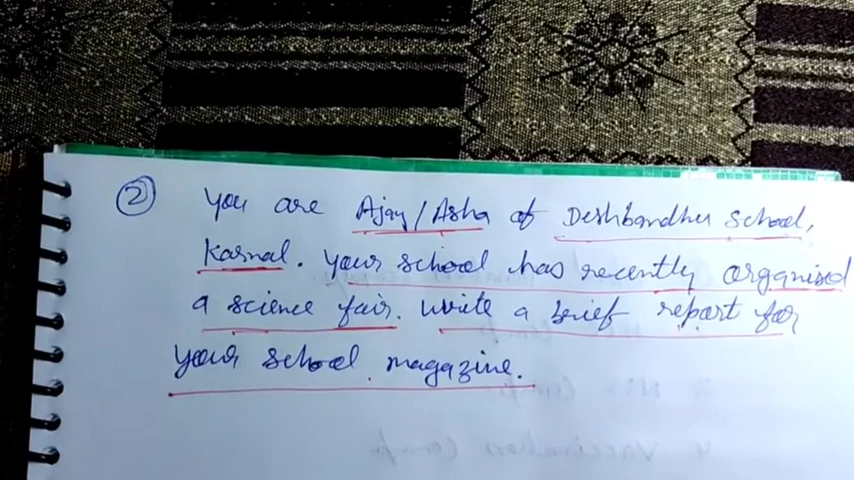 ② You are Ajay/Asha of Deshbandhu school,
Karnal. Your school has recently organised
a science fair. Write a brief report for
your school magazine.